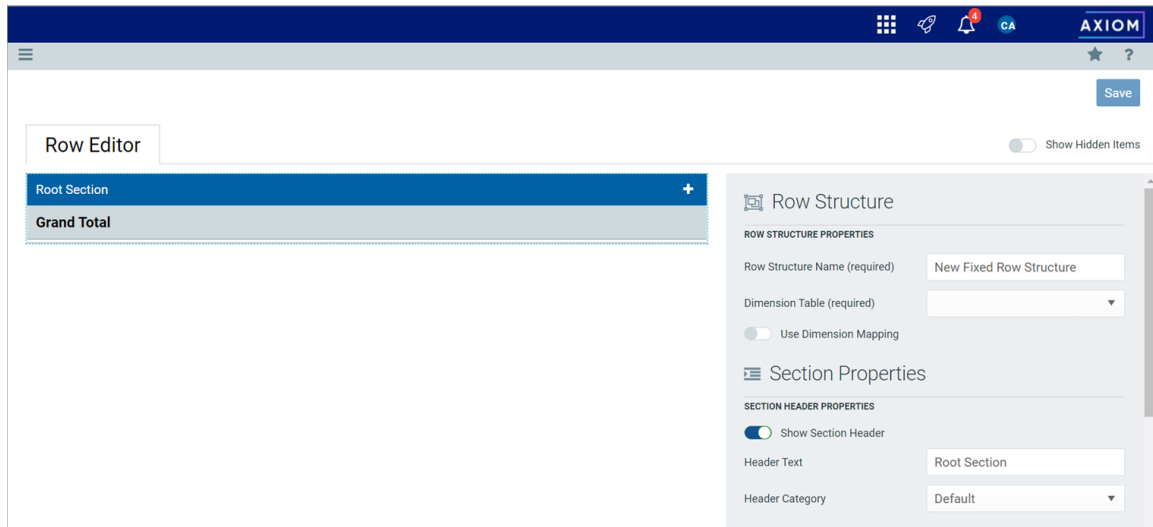 4
CA
AXIOM
?
Save
Row Editor
Show Hidden Items
Root Section +
Grand Total
Row Structure
ROW STRUCTURE PROPERTIES
Row Structure Name (required) New Fixed Row Structure
Dimension Table (required)
Use Dimension Mapping
Section Properties
SECTION HEADER PROPERTIES
Show Section Header
Header Text Root Section
Header Category Default